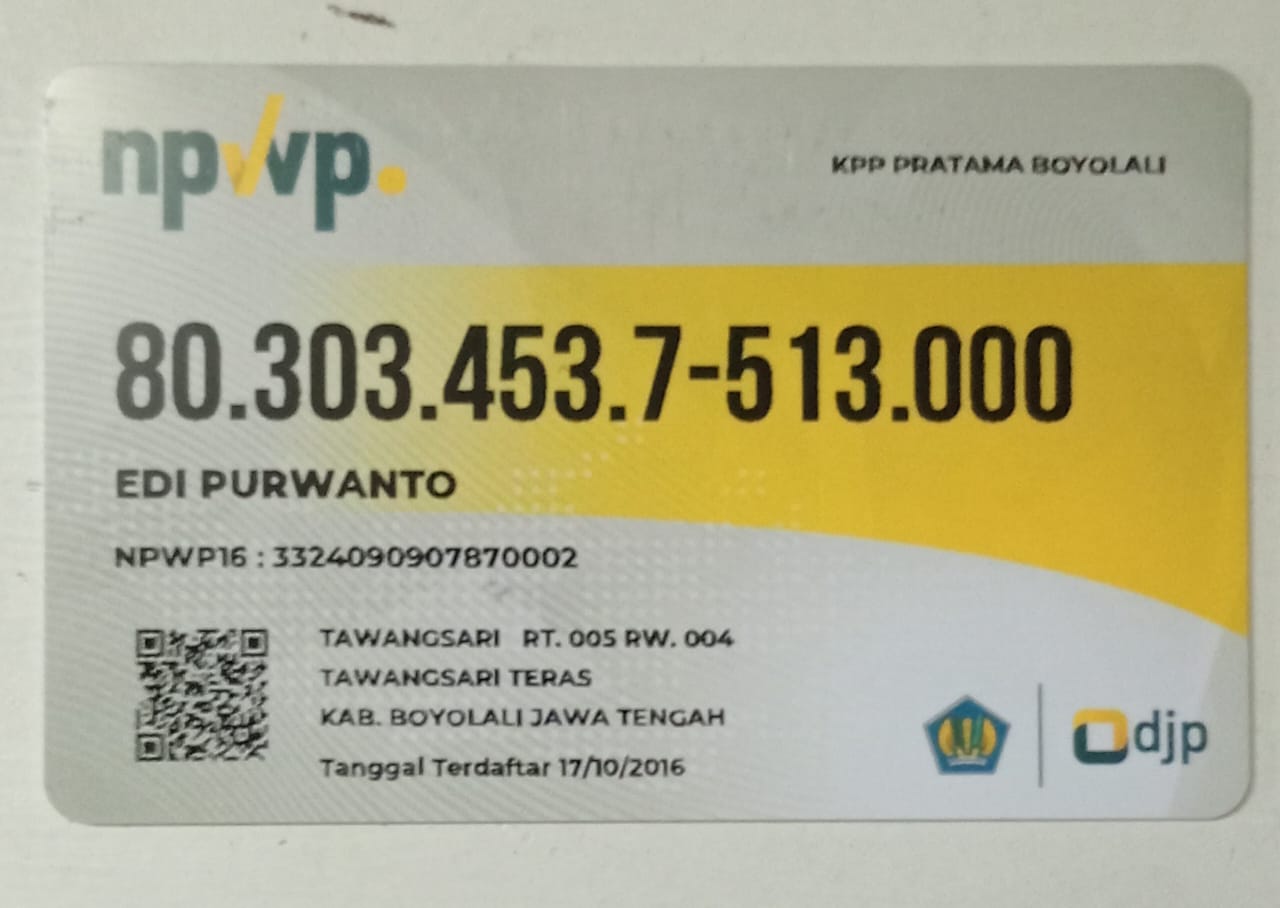 npwp.
KPP PRATAMA BOYOLALI
80.303.453.7-513.000
EDI PURWANTO
NPWP16 : 3324090907870002
TAWANGSARI RT. 005 RW. 004
TAWANGSARI TERAS
KAB. BOYOLALI JAWA TENGAH
Tanggal Terdaftar 17/10/2016
djp